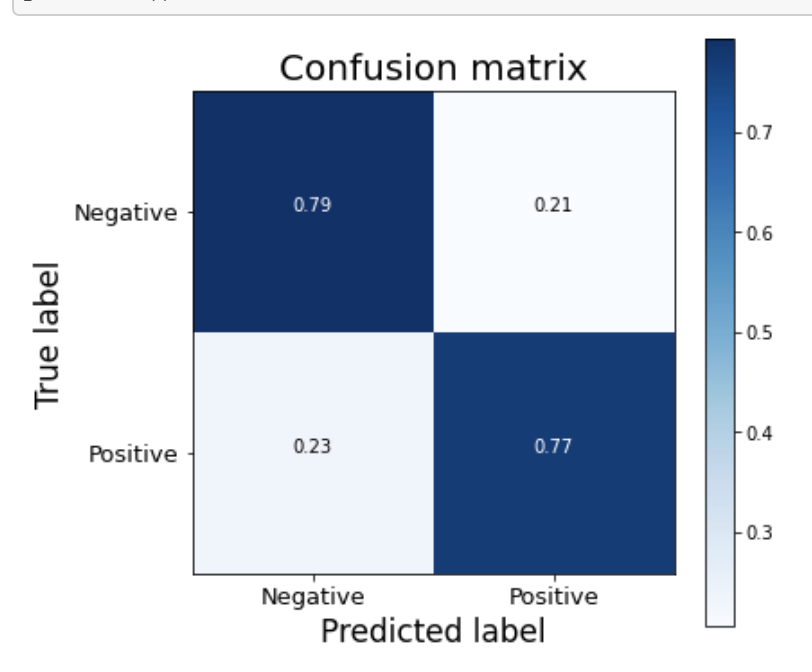 Confusion matrix
0.7
Negative
0.79
0.21
0.6
0.5
True label
0.4
Positive
0.23
0.77
0.3
Negative
Positive
Predicted label